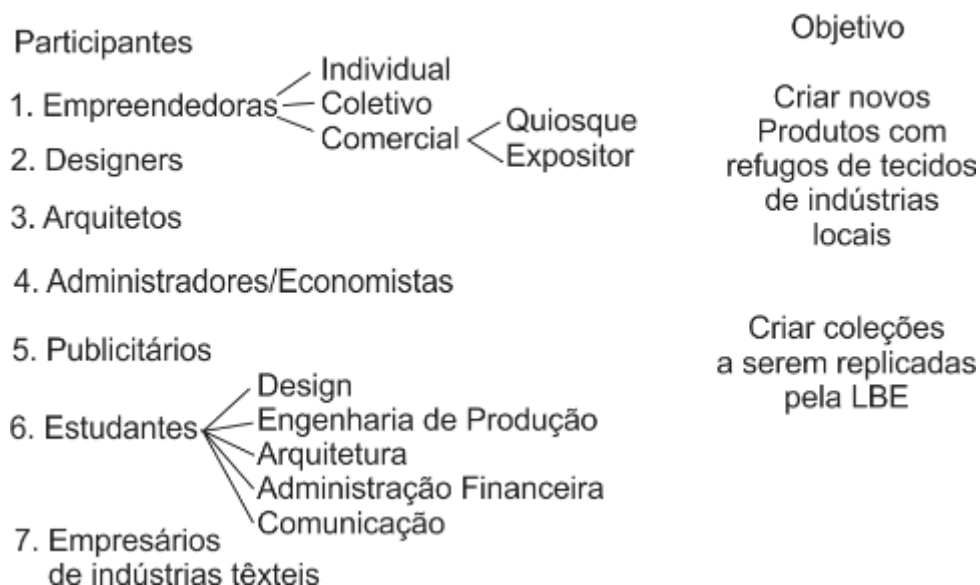 Participantes
1. Empreendedoras
Individual
Coletivo
Comercial
Quiosque
Expositor
2. Designers
3. Arquitetos
4. Administradores/Economistas
5. Publicitários
6. Estudantes
Design
Engenharia de Produção
Arquitetura
Administração Financeira
Comunicação
7. Empresários
de indústrias têxteis
Objetivo
Criar novos
Produtos com
refugos de tecidos
de indústrias
locais
Criar coleções
a serem replicadas
pela LBE